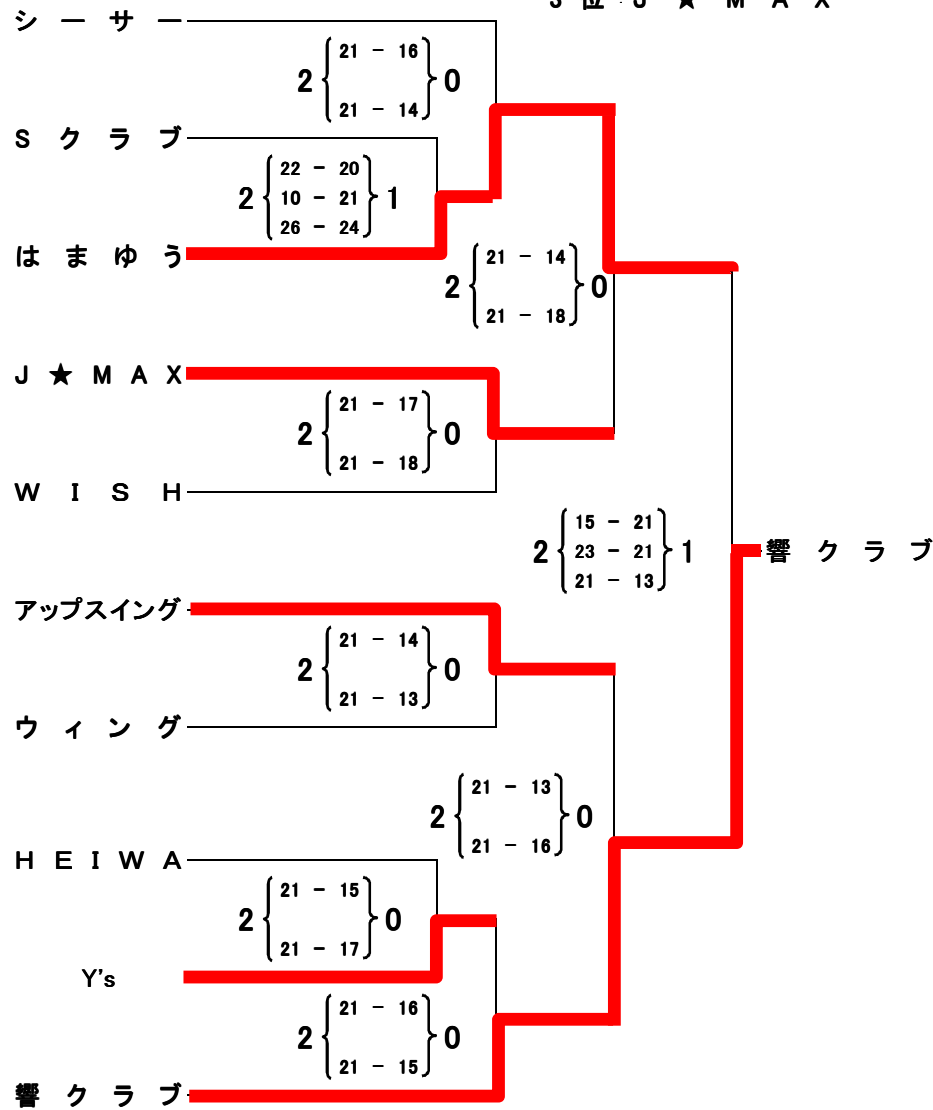 3 位 J ★ M A X
シ ー サ ー
21 － 16
2 0
21 － 14
S ク ラ ブ
22 － 20
2 10 － 21 1
26 － 24
は ま ゆ う
21 － 14
2 0
21 － 18
J ★ M A X
21 － 17
2 0
21 － 18
W I S H
15 － 21
2 23 － 21 1 響 ク ラ ブ
21 － 13
アップスイング
21 － 14
2 0
21 － 13
ウ ィ ン グ
21 － 13
2 0
21 － 16
H E I W A
21 － 15
2 0
21 － 17
Y's
21 － 16
2 0
21 － 15
響 ク ラ ブ